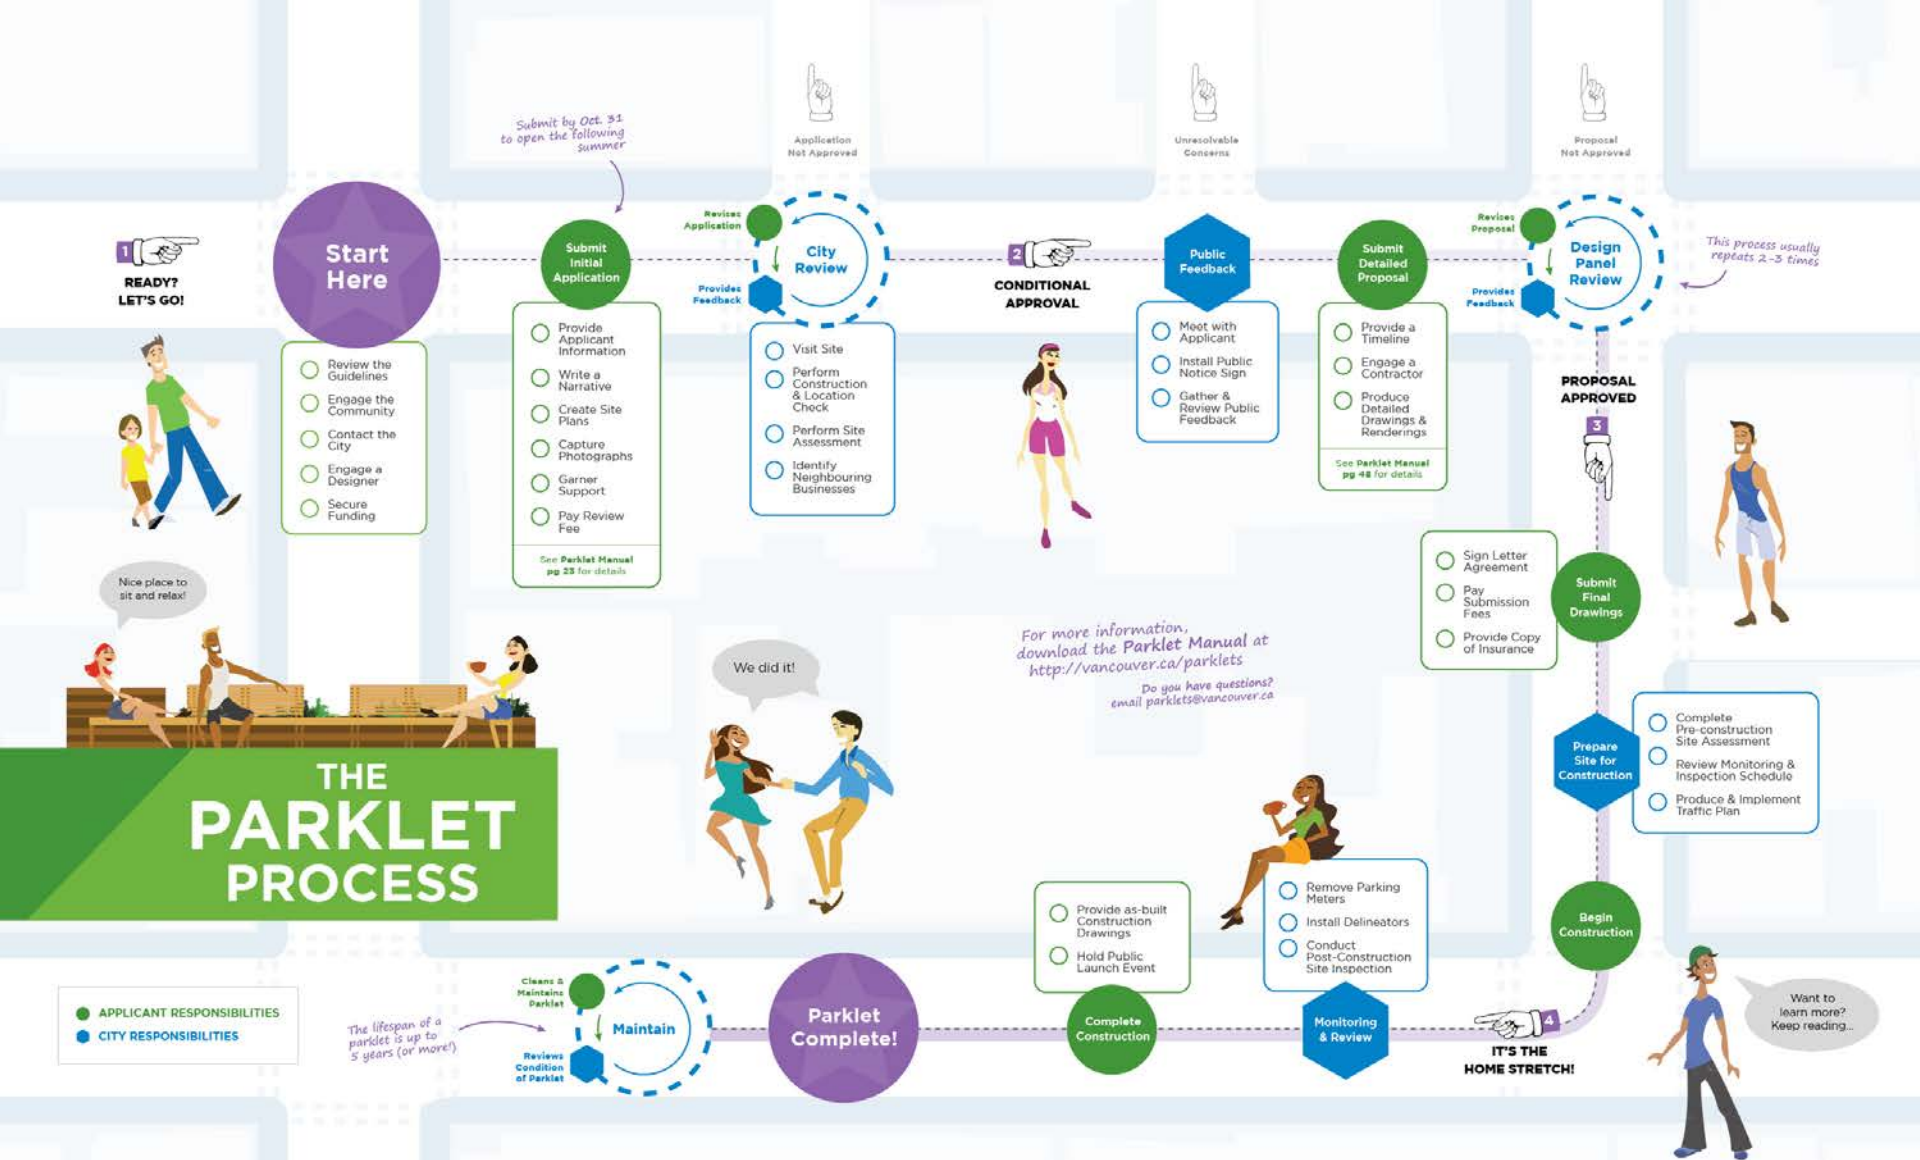 Submit by Oct. 31
to open the following
summer
Application
Not Approved
Unresolvable
Concerns
Proposal
Not Approved
1
READY?
LET'S GO!
Start
Here
Review the
Guidelines
Engage the
Community
Contact the
City
Engage a
Designer
Secure
Funding
Submit
Initial
Application
Provide
Applicant
Information
Write a
Narrative
Create Site
Plans
Capture
Photographs
Garner
Support
Pay Review
Fee
See Parklet Manual
pg 23 for details
Revises
Application
Provides
Feedback
City
Review
Visit Site
Perform
Construction
& Location
Check
Perform Site
Assessment
Identify
Neighbouring
Businesses
2
CONDITIONAL
APPROVAL
Public
Feedback
Meet with
Applicant
Install Public
Notice Sign
Gather &
Review Public
Feedback
Submit
Detailed
Proposal
Provide a
Timeline
Engage a
Contractor
Produce
Detailed
Drawings &
Renderings
See Parklet Manual
pg 48 for details
Revises
Proposal
Provides
Feedback
Design
Panel
Review
This process usually
repeats 2-3 times
PROPOSAL
APPROVED
3
Sign Letter
Agreement
Pay
Submission
Fees
Provide Copy
of Insurance
Submit
Final
Drawings
Prepare
Site for
Construction
Complete
Pre-construction
Site Assessment
Review Monitoring &
Inspection Schedule
Produce & Implement
Traffic Plan
Begin
Construction
Want to
learn more?
Keep reading...
4
IT'S THE
HOME STRETCH!
Remove Parking
Meters
Install Delineators
Conduct
Post-Construction
Site Inspection
Monitoring
& Review
Provide as-built
Construction
Drawings
Hold Public
Launch Event
Complete
Construction
Parklet
Complete!
Cleans &
Maintains
Parklet
Reviews
Condition
of Parklet
Maintain
The lifespan of a
parklet is up to
5 years (or more!)
For more information,
download the Parklet Manual at
http://vancouver.ca/parklets
Do you have questions?
email parklets@vancouver.ca
We did it!
Nice place to
sit and relax!
THE
PARKLET
PROCESS
APPLICANT RESPONSIBILITIES
CITY RESPONSIBILITIES